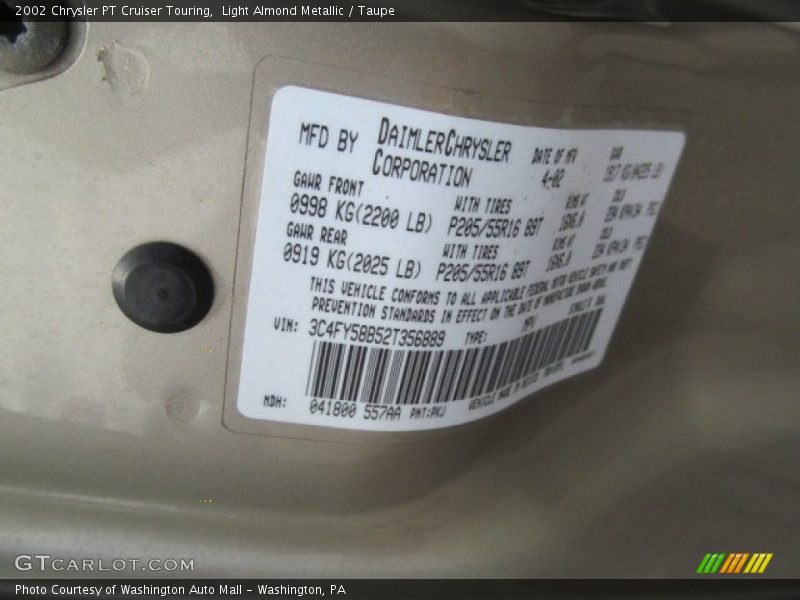 2002 Chrysler PT Cruiser Touring, Light Almond Metallic / Taupe
MFD BY DAIMLERCHRYSLER CORPORATION
DATE OF MFR
4-02
GAWR FRONT
0998 KG(2200 LB)
WITH TIRES
P205/55R16 89T
GAWR REAR
0919 KG(2025 LB)
WITH TIRES
P205/55R16 89T
THIS VEHICLE CONFORMS TO ALL APPLICABLE FEDERAL MOTOR VEHICLE SAFETY AND THEFT
PREVENTION STANDARDS IN EFFECT ON THE DATE OF MANUFACTURE SHOWN ABOVE.
VIN: 3C4FY58B52T356889 TYPE: MPV
MDH: 041800 557AA PNT:PKJ
GTCARLOT.COM
Photo Courtesy of Washington Auto Mall - Washington, PA